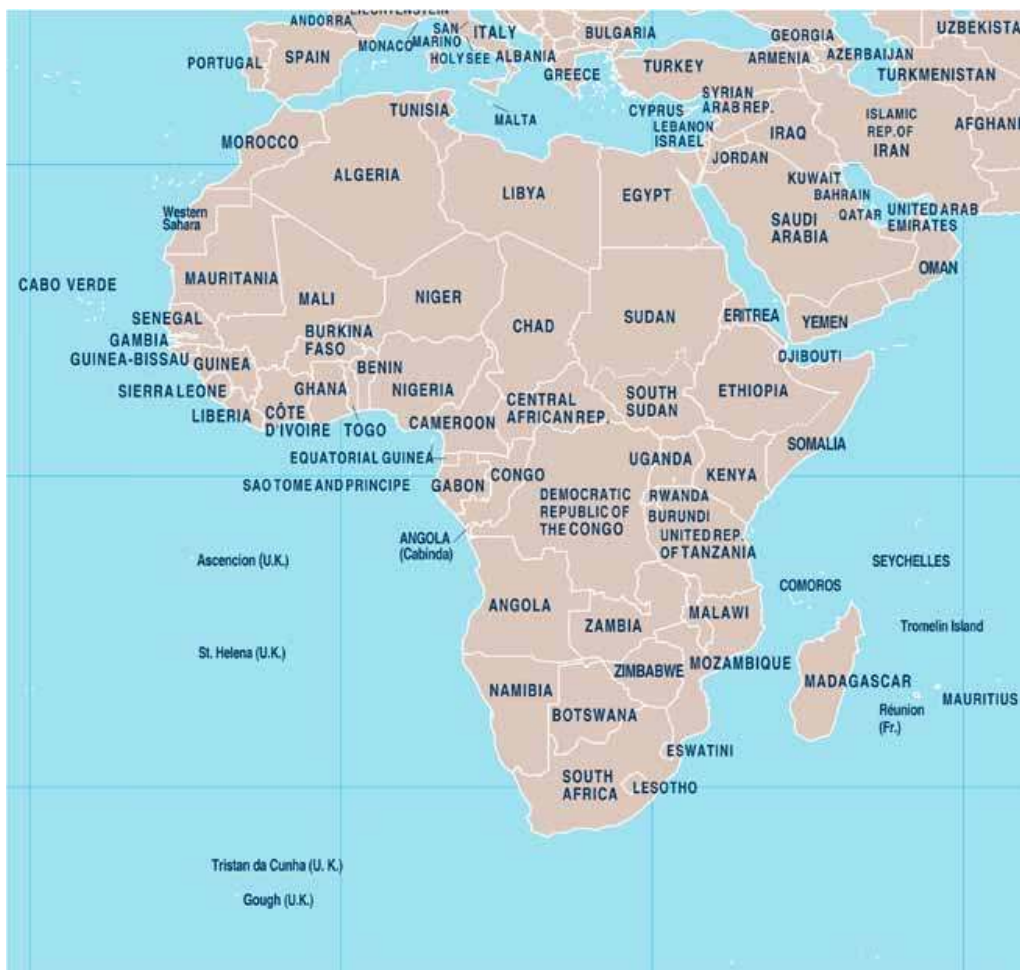 LIECHTENSTEIN
ANDORRA
SAN
MARINO
ITALY
BULGARIA
GEORGIA
UZBEKISTA
MONACO
PORTUGAL
SPAIN
HOLY SEE
ALBANIA
GREECE
TURKEY
ARMENIA
AZERBAIJAN
TURKMENISTAN
TUNISIA
MALTA
CYPRUS
SYRIAN
ARAB REP.
LEBANON
ISRAEL
IRAQ
ISLAMIC
REP. OF
IRAN
AFGHANI
MOROCCO
ALGERIA
LIBYA
EGYPT
JORDAN
KUWAIT
BAHRAIN
QATAR
UNITED ARAB
EMIRATES
SAUDI
ARABIA
OMAN
YEMEN
Western
Sahara
CABO VERDE
MAURITANIA
MALI
NIGER
CHAD
SUDAN
ERITREA
DJIBOUTI
SENEGAL
GAMBIA
GUINEA-BISSAU
GUINEA
SIERRA LEONE
LIBERIA
BURKINA
FASO
BENIN
GHANA
NIGERIA
CÔTE
D'IVOIRE
TOGO
CAMEROON
CENTRAL
AFRICAN REP.
SOUTH
SUDAN
ETHIOPIA
SOMALIA
EQUATORIAL GUINEA
SAO TOME AND PRINCIPE
GABON
CONGO
UGANDA
KENYA
DEMOCRATIC
REPUBLIC OF
THE CONGO
RWANDA
BURUNDI
UNITED REP.
OF TANZANIA
ANGOLA
(Cabinda)
Ascencion (U.K.)
SEYCHELLES
COMOROS
ANGOLA
ZAMBIA
MALAWI
Tromelin Island
St. Helena (U.K.)
ZIMBABWE
MOZAMBIQUE
MADAGASCAR
MAURITIUS
Réunion
(Fr.)
NAMIBIA
BOTSWANA
ESWATINI
SOUTH
AFRICA
LESOTHO
Tristan da Cunha (U. K.)
Gough (U.K.)